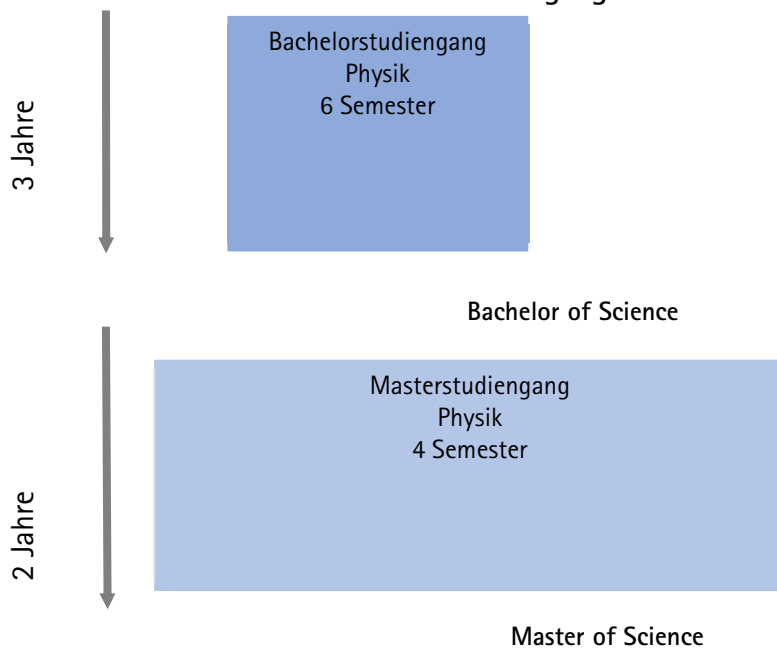 Bachelorstudiengang
Physik
6 Semester
3 Jahre
Bachelor of Science
Masterstudiengang
Physik
4 Semester
2 Jahre
Master of Science